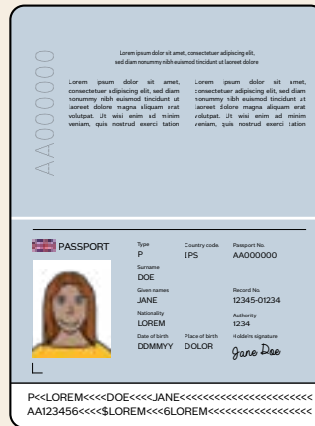 AA00000
Lorem ipsum dolor sit amet, consectetuer adipiscing elit,
sed diam nonummy nibh euismod tincidunt ut laoreet dolore
Lorem ipsum dolor sit amet,
consectetuer adipiscing elit, sed diam
nonummy nibh euismod tincidunt ut
laoreet dolore magna aliquam erat
volutpat. Ut wisi enim ad minim
veniam, quis nostrud exerci tation
Lorem ipsum dolor sit amet,
consectetuer adipiscing elit, sed diam
nonummy nibh euismod tincidunt ut
laoreet dolore magna aliquam erat
volutpat. Ut wisi enim ad minim
veniam, quis nostrud exerci tation
PASSPORT
Type Country code Passport No.
P IPS AA000000
Surname
DOE
Given names Record No.
JANE 12345-01234
Nationality Authority
LOREM 1234
Date of birth Place of birth Holder's signature
DDMMYY DOLOR Jane Doe
P<<LOREM<<<<DOE<<<<JANE<<<<<<<<<<<<<<<<<<<<<<<
AA123456<<<<$LOREM<<<6LOREM<<<<<<<<<<<<<<<<<<